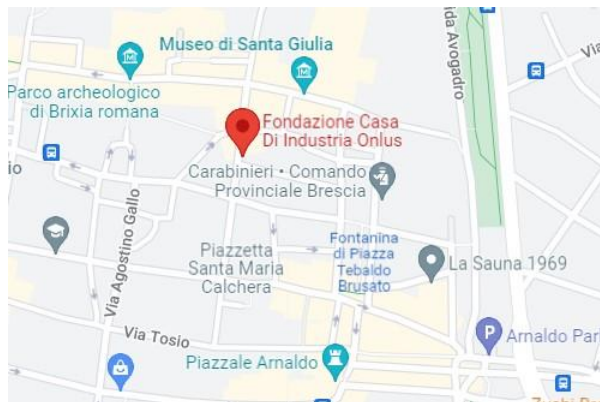 Museo di Santa Giulia
Parco archeologico
di Brixia romana
Fondazione Casa
Di Industria Onlus
Carabinieri • Comando
Provinciale Brescia
Avogadro
Via
io
Via Agostino Gallo
Piazzetta
Santa Maria
Calchera
Fontanina
di Piazza
Tebaldo
Brusato
La Sauna 1969
Via Tosio
Piazzale Arnaldo
P
Arnaldo Par